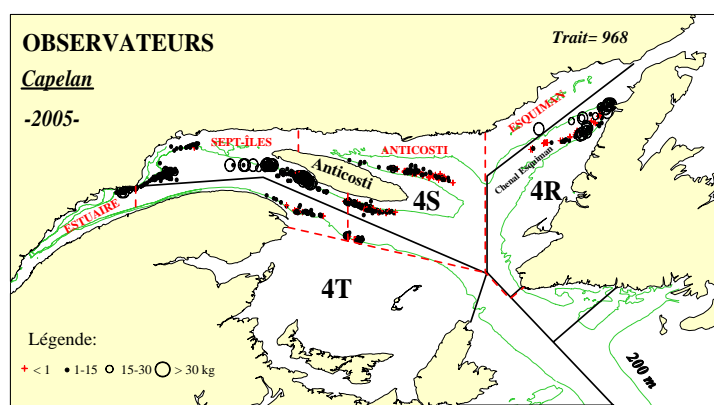 OBSERVATEURS
Trait= 968
Capelan
-2005-
ESQUIMAN
SEPT-ÎLES
ANTICOSTI
Anticosti
Chenal Esquiman
4S
4R
ESTUAIRE
4T
Légende:
+ < 1 • 1-15 o 15-30 O > 30 kg
200 m